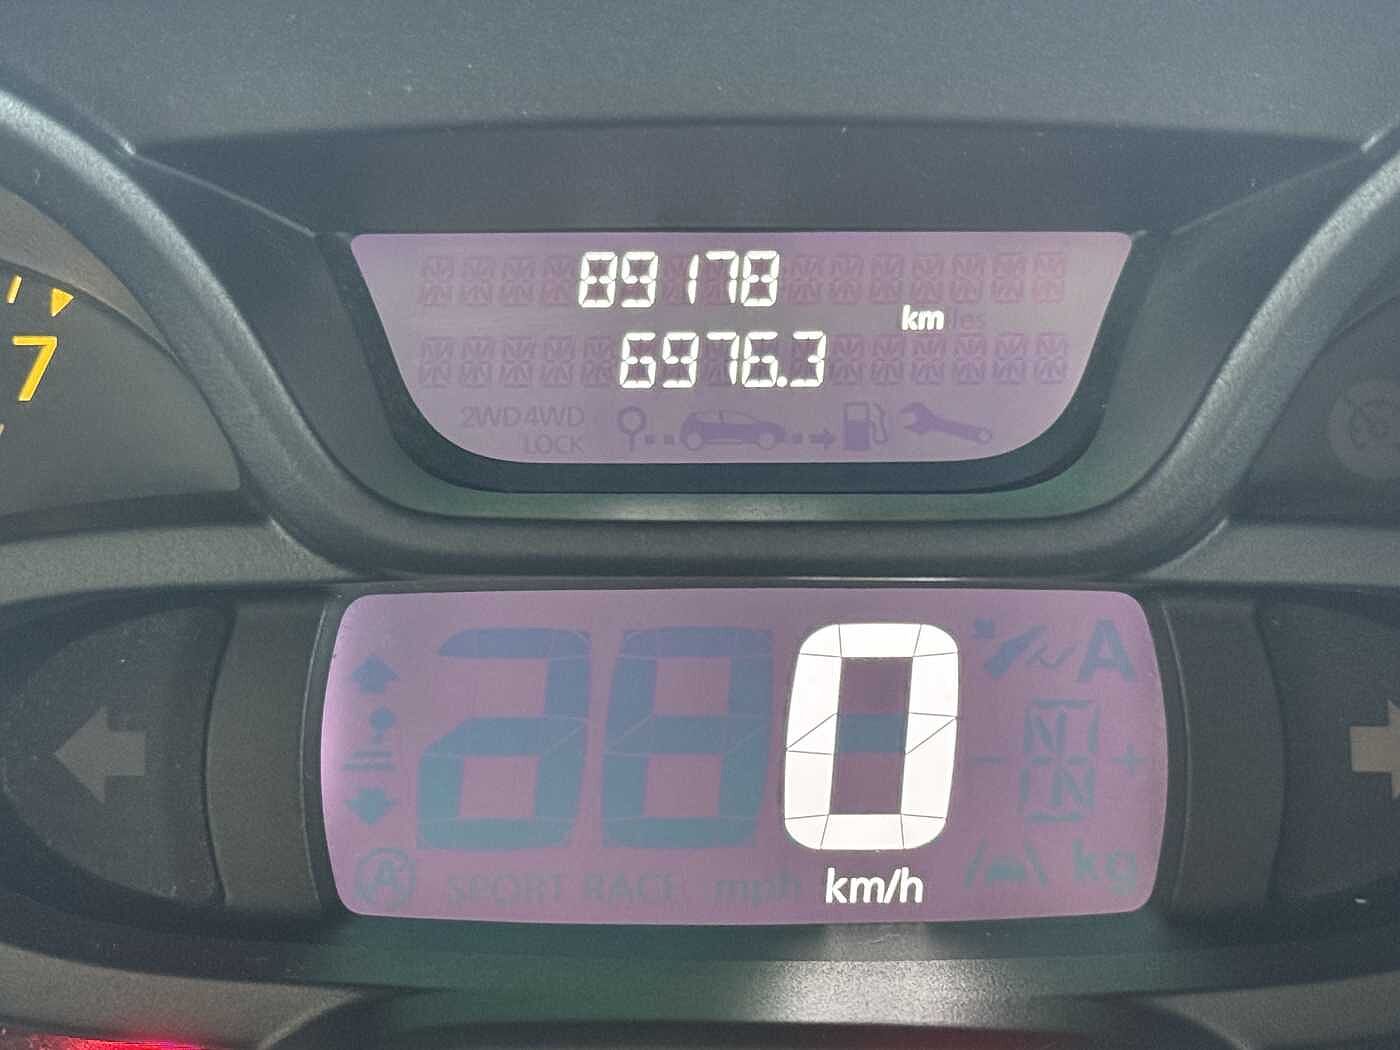 89178
km
6976.3
2WD 4WD
LOCK
7
0
A
- +
SPORT RACE mph km/h kg